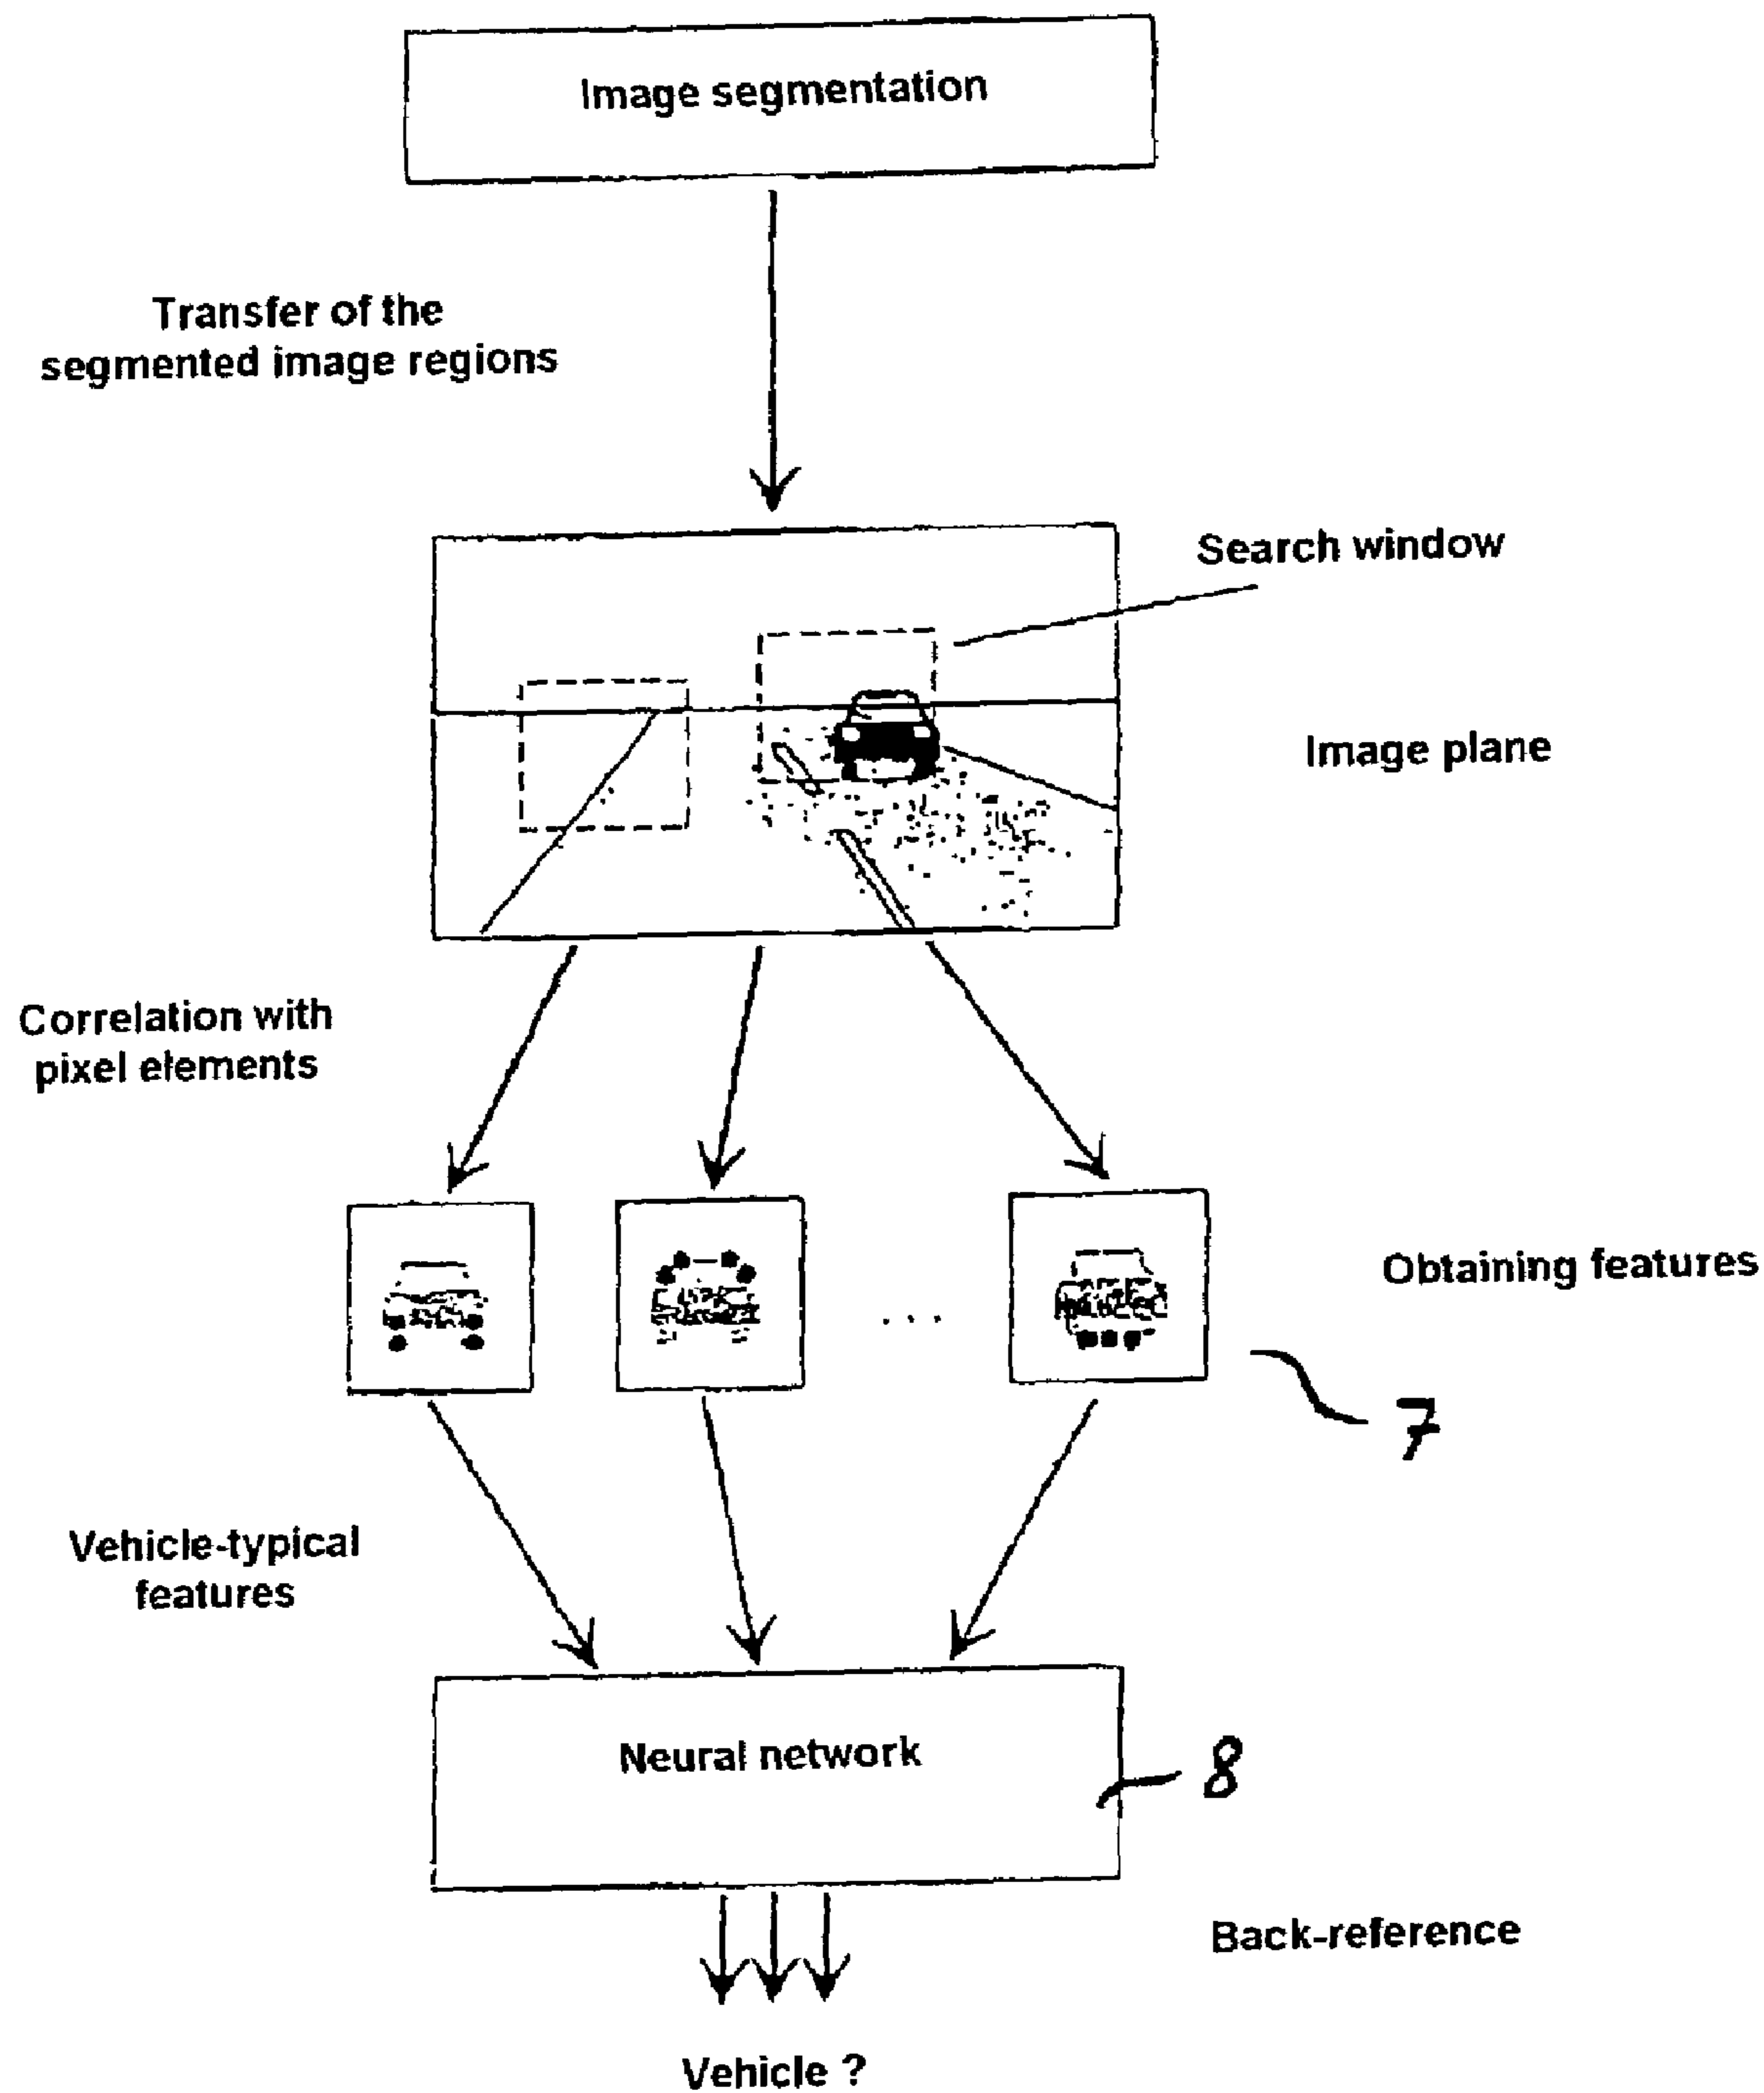 Image segmentation
Transfer of the
segmented image regions
Search window
Image plane
Correlation with
pixel elements
. . .
Obtaining features
7
Vehicle-typical
features
Neural network
8
Back-reference
Vehicle ?